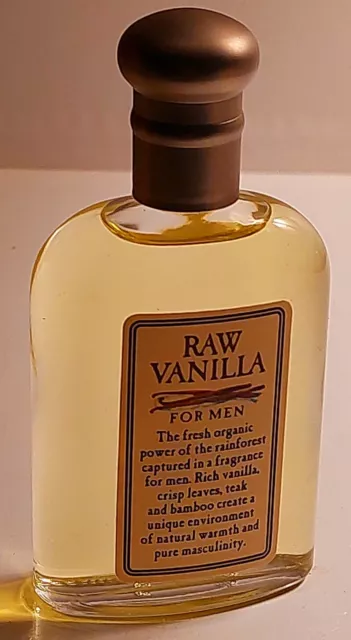 RAW
VANILLA
FOR MEN
The fresh organic
power of the rainforest
captured in a fragrance
for men. Rich vanilla,
crisp leaves, teak
and bamboo create a
unique environment
of natural warmth and
pure masculinity.